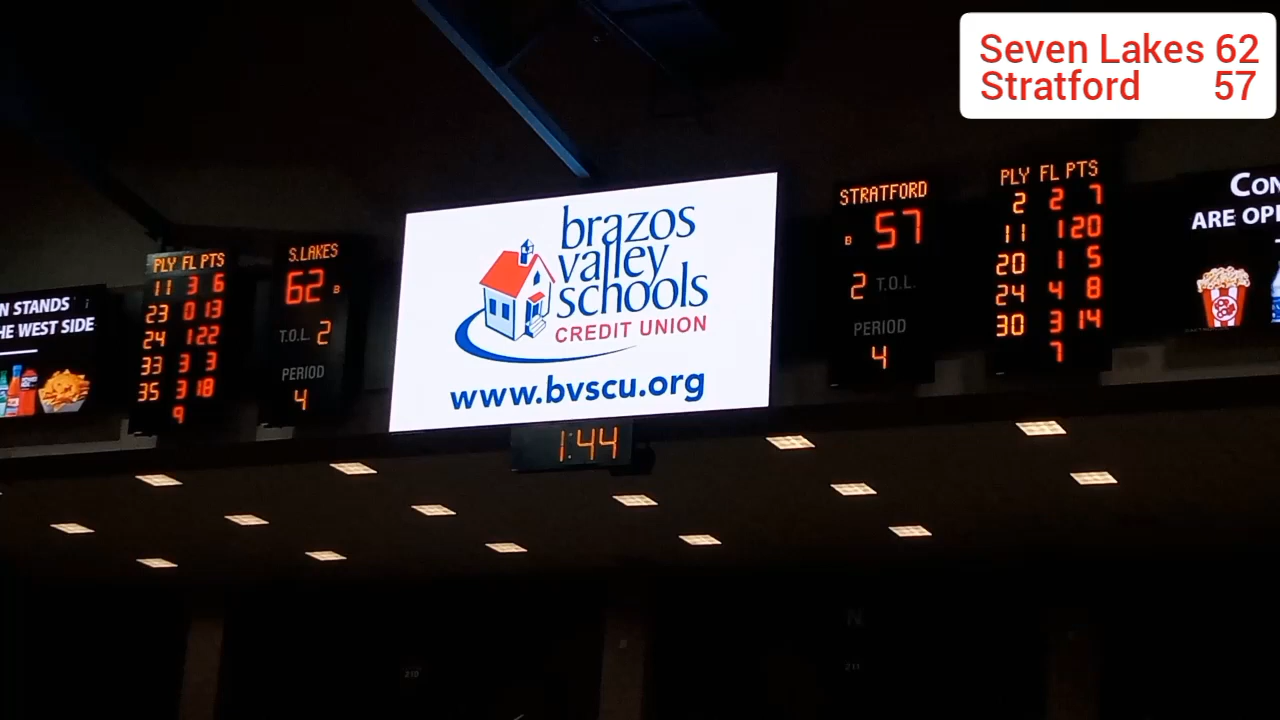 Seven Lakes 62
Stratford 57
N STANDS
HE WEST SIDE
PLY FL PTS
11 3 6
23 0 13
24 1 22
33 3 3
35 3 18
9
S.LAKES
62 B
T.O.L. 2
PERIOD
4
brazos
valley
schools
CREDIT UNION
www.bvscu.org
1:44
STRATFORD
B 57
2 T.O.L.
PERIOD
4
PLY FL PTS
2 2 7
11 1 20
20 1 5
24 4 8
30 3 14
7
CON
ARE OPE
210
N
211